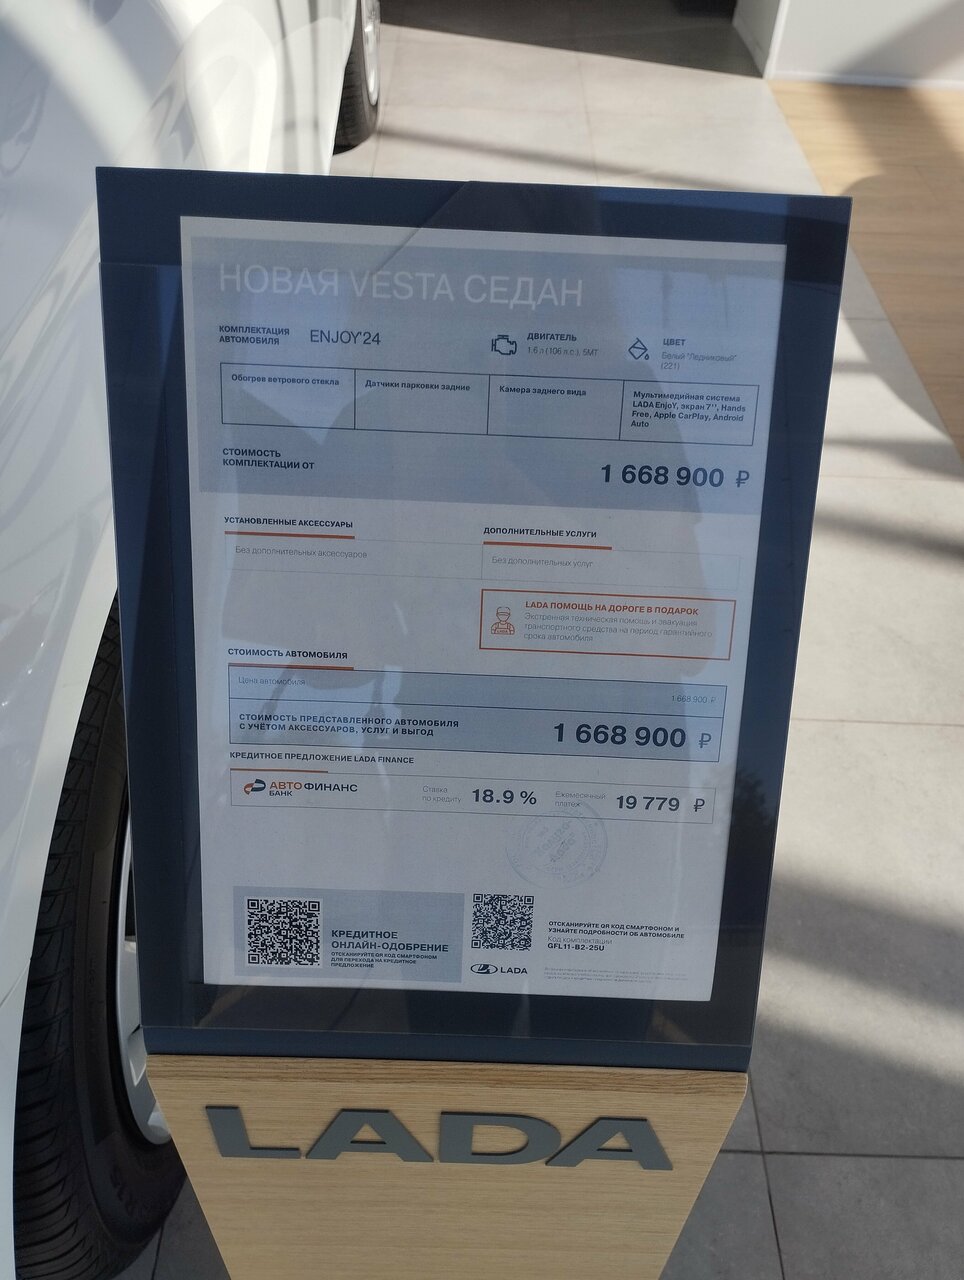 НОВАЯ VESTA СЕДАН
КОМПЛЕКТАЦИЯ
АВТОМОБИЛЯ
ENJOY'24
ДВИГАТЕЛЬ
1.6 л (106 л.с.), 5МТ
ЦВЕТ
Белый "Ледниковый"
(221)
Обогрев ветрового стекла
Датчики парковки задние
Камера заднего вида
Мультимедийная система
LADA EnjoY, экран 7'', Hands
Free, Apple CarPlay, Android
Auto
СТОИМОСТЬ
КОМПЛЕКТАЦИИ ОТ
1 668 900 ₽
УСТАНОВЛЕННЫЕ АКСЕССУАРЫ
Без дополнительных аксессуаров
ДОПОЛНИТЕЛЬНЫЕ УСЛУГИ
Без дополнительных услуг
LADA ПОМОЩЬ НА ДОРОГЕ В ПОДАРОК
Экстренная техническая помощь и эвакуация
транспортного средства на период гарантийного
срока автомобиля
СТОИМОСТЬ АВТОМОБИЛЯ
Цена автомобиля
1 668 900 ₽
СТОИМОСТЬ ПРЕДСТАВЛЕННОГО АВТОМОБИЛЯ
С УЧЁТОМ АКСЕССУАРОВ, УСЛУГ И ВЫГОД
1 668 900 ₽
КРЕДИТНОЕ ПРЕДЛОЖЕНИЕ LADA FINANCE
АВТОФИНАНС
БАНК
Ставка
по кредиту
18.9 %
Ежемесячный
платеж
19 779 ₽
КРЕДИТНОЕ
ОНЛАЙН-ОДОБРЕНИЕ
ОТСКАНИРУЙТЕ QR КОД СМАРТФОНОМ
ДЛЯ ПЕРЕХОДА НА КРЕДИТНОЕ
ПРЕДЛОЖЕНИЕ
ОТСКАНИРУЙТЕ QR КОД СМАРТФОНОМ И
УЗНАЙТЕ ПОДРОБНОСТИ ОБ АВТОМОБИЛЕ
Код комплектации
GFL11-B2-25U
LADA
LADA